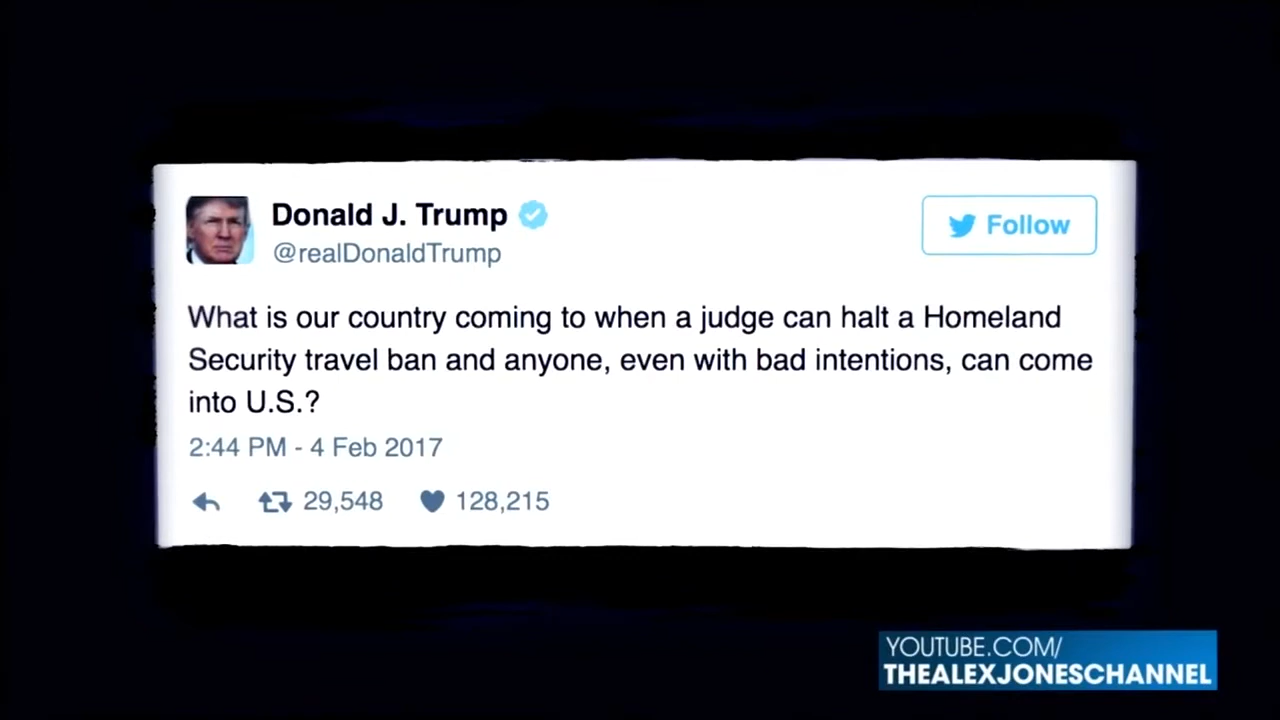 Donald J. Trump
@realDonaldTrump
Follow
What is our country coming to when a judge can halt a Homeland
Security travel ban and anyone, even with bad intentions, can come
into U.S.?
2:44 PM - 4 Feb 2017
29,548 128,215
YOUTUBE.COM/
THEALEXJONESCHANNEL